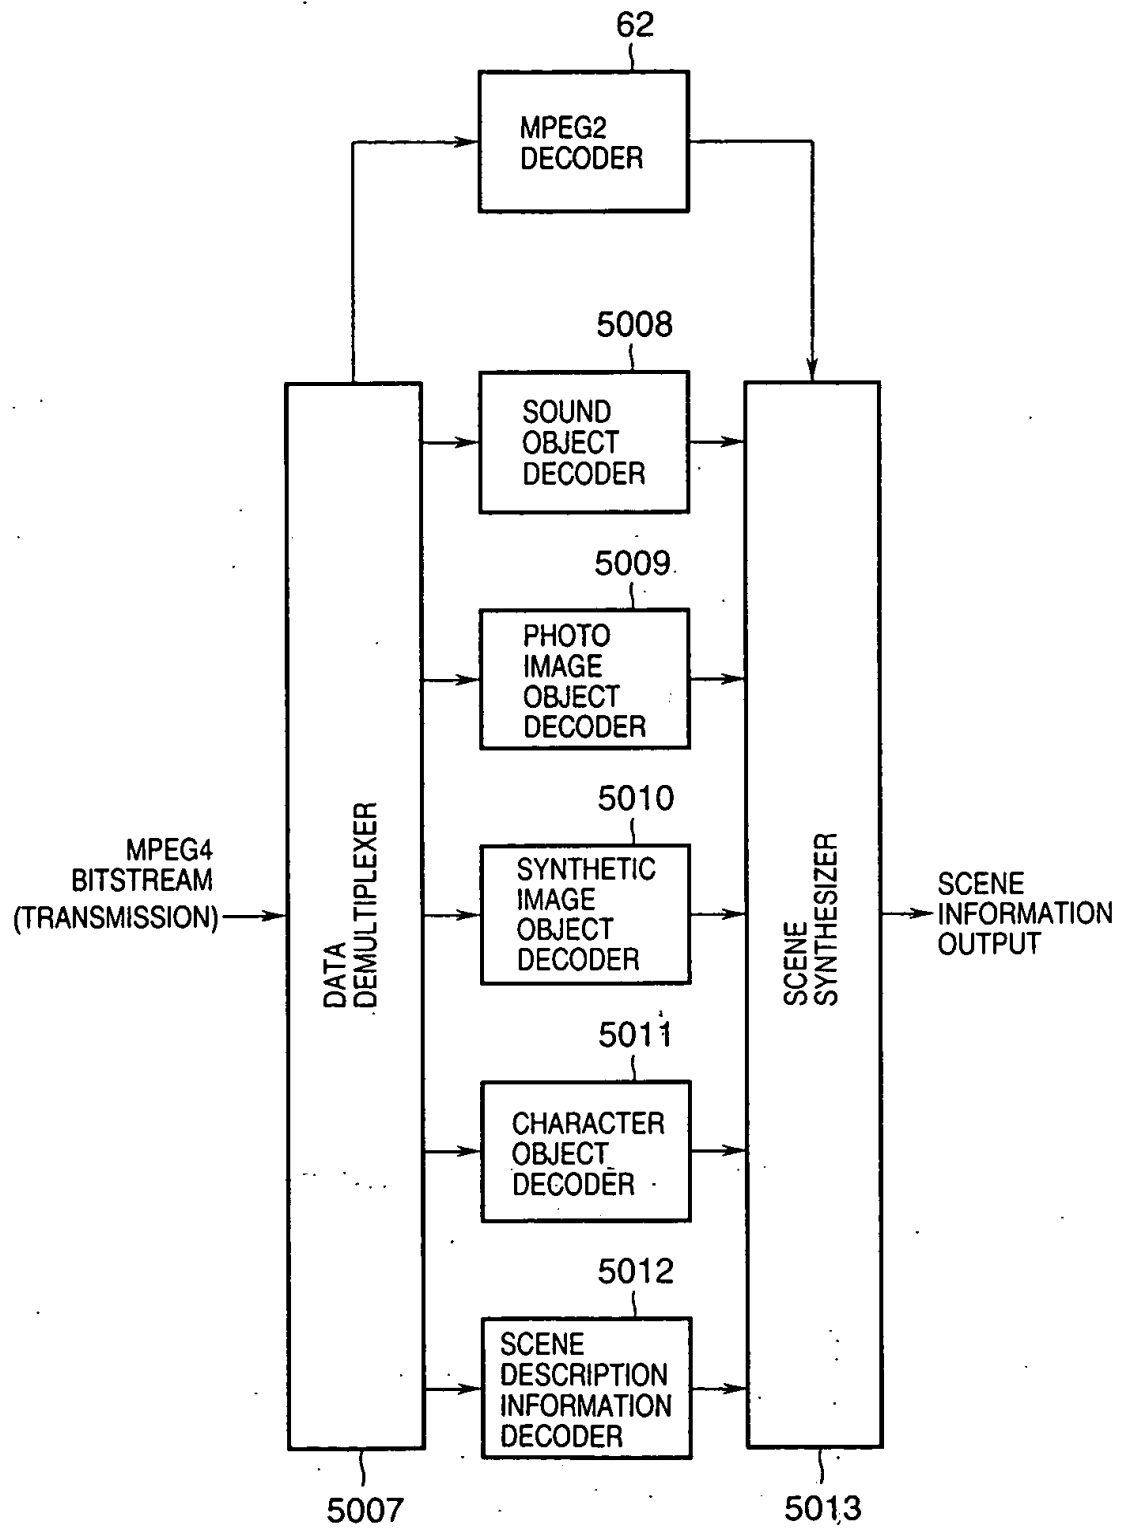 62
MPEG2
DECODER
5008
SOUND
OBJECT
DECODER
5009
PHOTO
IMAGE
OBJECT
DECODER
5010
SYNTHETIC
IMAGE
OBJECT
DECODER
5011
CHARACTER
OBJECT
DECODER
5012
SCENE
DESCRIPTION
INFORMATION
DECODER
MPEG4
BITSTREAM
(TRANSMISSION)
DATA
DEMULTIPLEXER
5007
SCENE
SYNTHESIZER
5013
SCENE
INFORMATION
OUTPUT